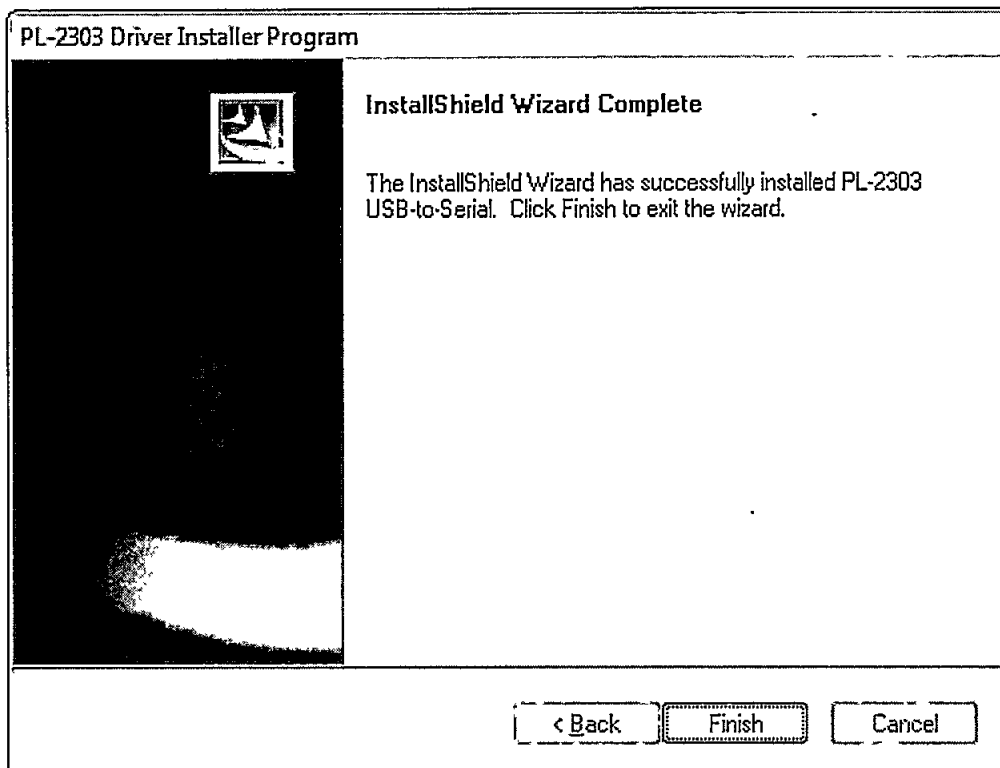 PL-2303 Driver Installer Program
InstallShield Wizard Complete
The InstallShield Wizard has successfully installed PL-2303
USB-to-Serial. Click Finish to exit the wizard.
< Back
Finish
Cancel